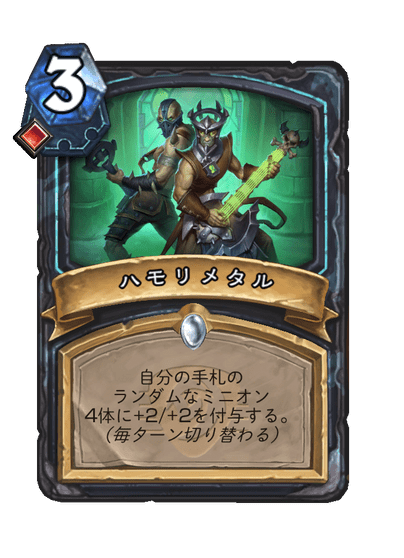 3
ハモリメタル
自分の手札の
ランダムなミニオン
4体に+2/+2を付与する。
（毎ターン切り替わる）